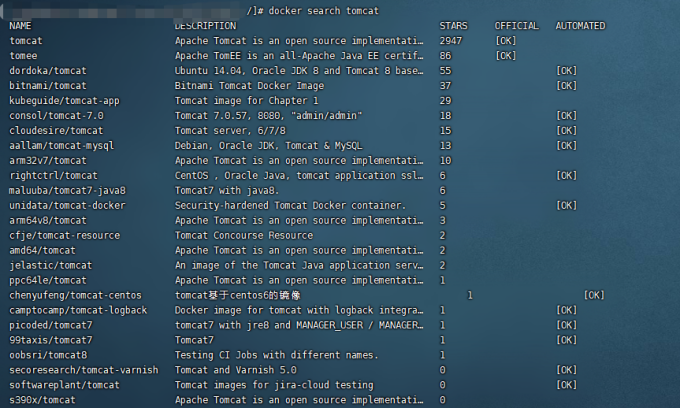 /]# docker search tomcat
NAME DESCRIPTION STARS OFFICIAL AUTOMATED
tomcat Apache Tomcat is an open source implementati… 2947 [OK]
tomee Apache TomEE is an all-Apache Java EE certif… 86 [OK]
dordoka/tomcat Ubuntu 14.04, Oracle JDK 8 and Tomcat 8 base… 55 [OK]
bitnami/tomcat Bitnami Tomcat Docker Image 37 [OK]
kubeguide/tomcat-app Tomcat image for Chapter 1 29
consol/tomcat-7.0 Tomcat 7.0.57, 8080, "admin/admin" 18 [OK]
cloudesire/tomcat Tomcat server, 6/7/8 15 [OK]
aallam/tomcat-mysql Debian, Oracle JDK, Tomcat & MySQL 13 [OK]
arm32v7/tomcat Apache Tomcat is an open source implementati… 10
rightctrl/tomcat CentOS , Oracle Java, tomcat application ssl… 6 [OK]
maluuba/tomcat7-java8 Tomcat7 with java8. 6
unidata/tomcat-docker Security-hardened Tomcat Docker container. 5 [OK]
arm64v8/tomcat Apache Tomcat is an open source implementati… 3
cfje/tomcat-resource Tomcat Concourse Resource 2
amd64/tomcat Apache Tomcat is an open source implementati… 2
jelastic/tomcat An image of the Tomcat Java application serv… 2
ppc64le/tomcat Apache Tomcat is an open source implementati… 1
chenyufeng/tomcat-centos tomcat基于centos6的镜像 1 [OK]
camptocamp/tomcat-logback Docker image for tomcat with logback integra… 1 [OK]
picoded/tomcat7 tomcat7 with jre8 and MANAGER_USER / MANAGER… 1 [OK]
99taxis/tomcat7 Tomcat7 1 [OK]
oobsri/tomcat8 Testing CI Jobs with different names. 1
secoresearch/tomcat-varnish Tomcat and Varnish 5.0 0 [OK]
softwareplant/tomcat Tomcat images for jira-cloud testing 0 [OK]
s390x/tomcat Apache Tomcat is an open source implementati… 0